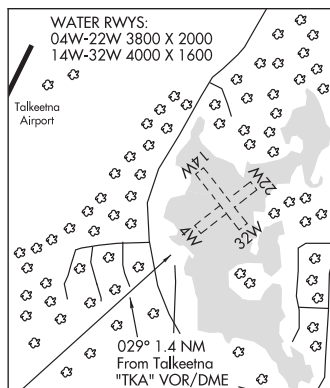 WATER RWYS:
04W-22W 3800 X 2000
14W-32W 4000 X 1600
Talkeetna
Airport
14W
22W
4W
32W
029° 1.4 NM
From Talkeetna
"TKA" VOR/DME